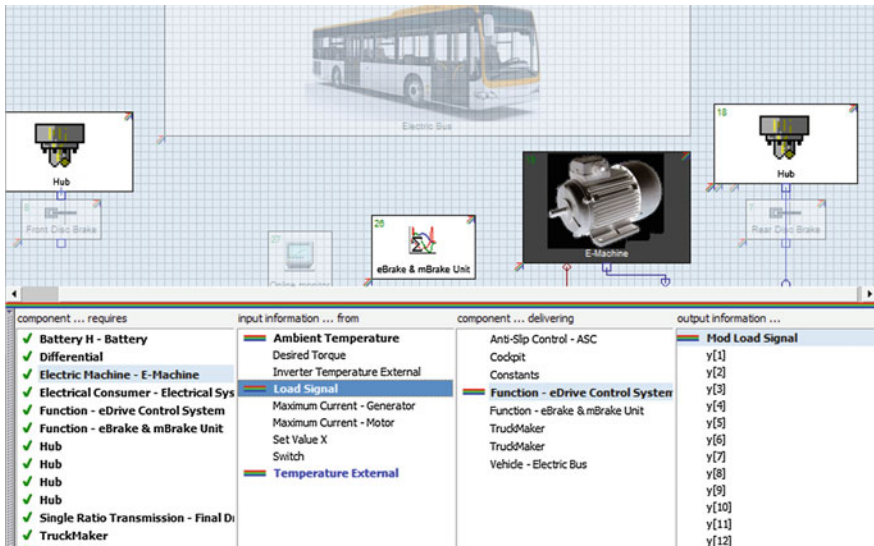 Electric Bus
Hub
18
Hub
Front Disc Brake
Rear Disc Brake
27
26
eBrake & mBrake Unit
E-Machine
Online monitor
component ... requires
input information ... from
component ... delivering
output information ...
Battery H - Battery
Differential
Electric Machine - E-Machine
Electrical Consumer - Electrical Sys
Function - eDrive Control System
Function - eBrake & mBrake Unit
Hub
Hub
Hub
Hub
Single Ratio Transmission - Final Di
TruckMaker
Ambient Temperature
Desired Torque
Inverter Temperature External
Load Signal
Maximum Current - Generator
Maximum Current - Motor
Set Value X
Switch
Temperature External
Anti-Slip Control - ASC
Cockpit
Constants
Function - eDrive Control System
Function - eBrake & mBrake Unit
TruckMaker
TruckMaker
Vehicle - Electric Bus
Mod Load Signal
y[1]
y[2]
y[3]
y[4]
y[5]
y[6]
y[7]
y[8]
y[9]
y[10]
y[11]
y[12]